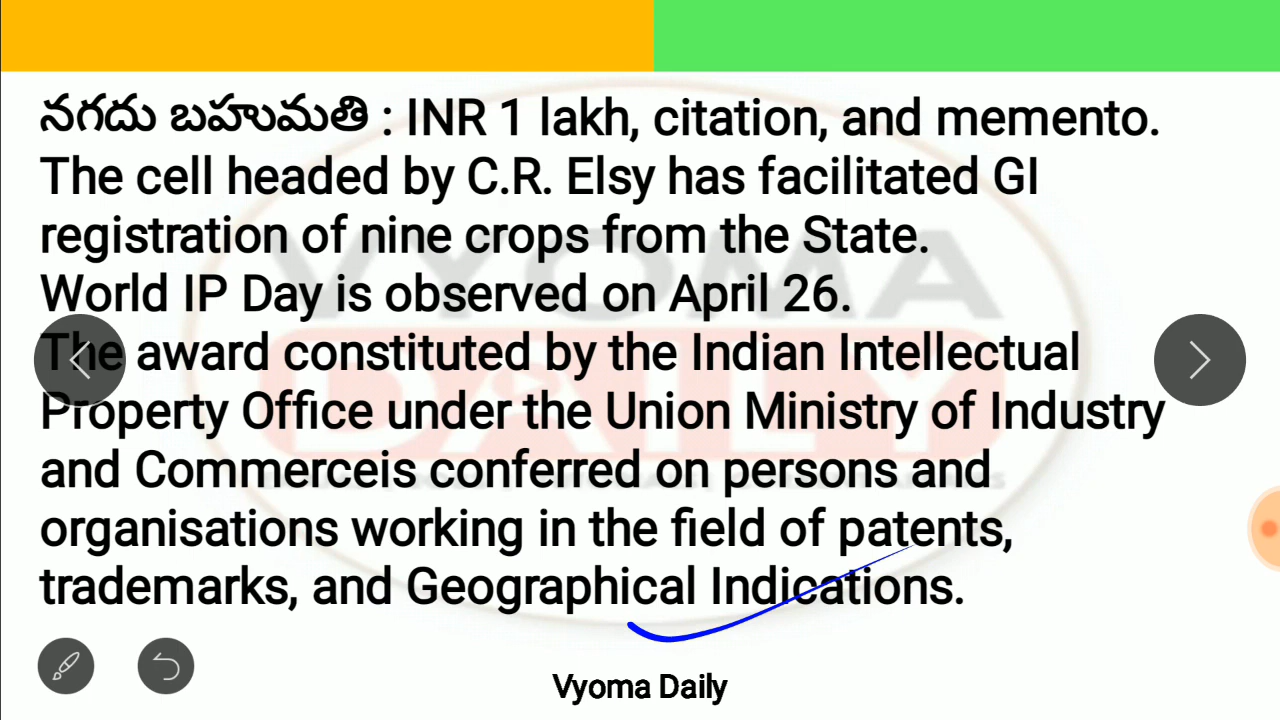 నగదు బహుమతి : INR 1 lakh, citation, and memento.
The cell headed by C.R. Elsy has facilitated GI
registration of nine crops from the State.
World IP Day is observed on April 26.
The award constituted by the Indian Intellectual
Property Office under the Union Ministry of Industry
and Commerceis conferred on persons and
organisations working in the field of patents,
trademarks, and Geographical Indications.
VYOMA
DAILY
Vyoma Daily